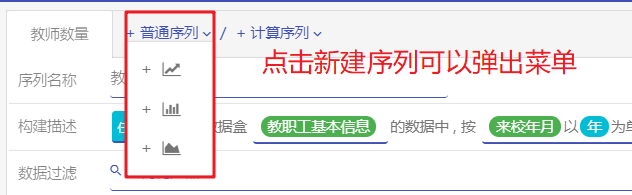 教师数量 + 普通序列 / + 计算序列
点击新建序列可以弹出菜单
+
+
+
序列名称 教
构建描述 据盒 教职工基本信息 的数据中 , 按 来校年月 以 年 为单
数据过滤